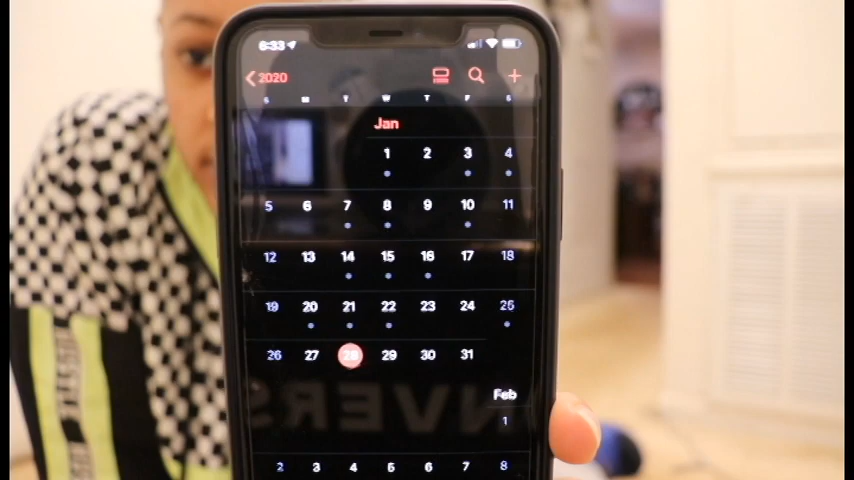 6:33
2020
S M T W T F S
Jan
1 2 3 4
5 6 7 8 9 10 11
12 13 14 15 16 17 18
19 20 21 22 23 24 25
26 27 28 29 30 31
Feb
1
2 3 4 5 6 7 8